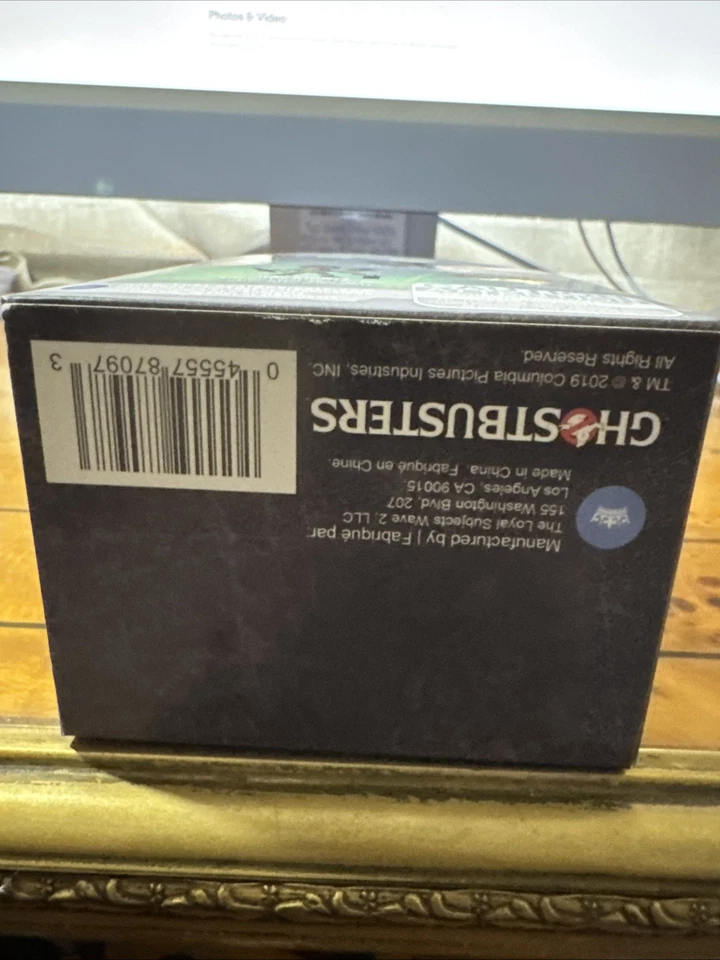 Photos & Video
Manufactured by | Fabriqué par:
The Loyal Subjects Wave 2, LLC
155 Washington Blvd, 207
Los Angeles, CA 90015
Made in China. Fabriqué en Chine.
GHOSTBUSTERS
TM & © 2019 Columbia Pictures Industries, INC.
All Rights Reserved.
0 45557 87097 3